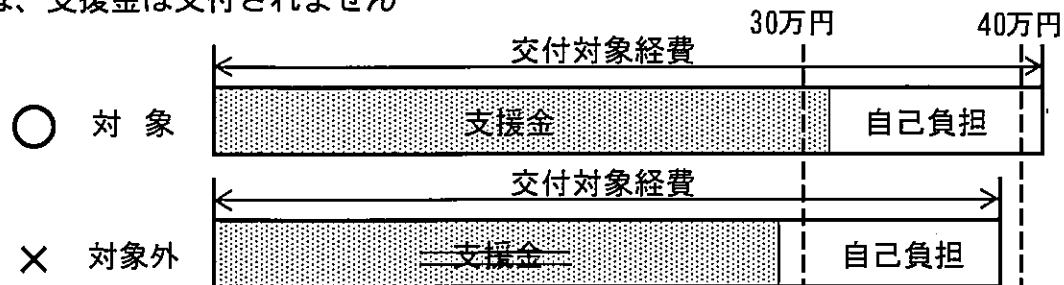 は、支援金は交付されません
30万円 40万円
交付対象経費
○ 対 象 支援金 自己負担
交付対象経費
× 対象外 支援金 自己負担